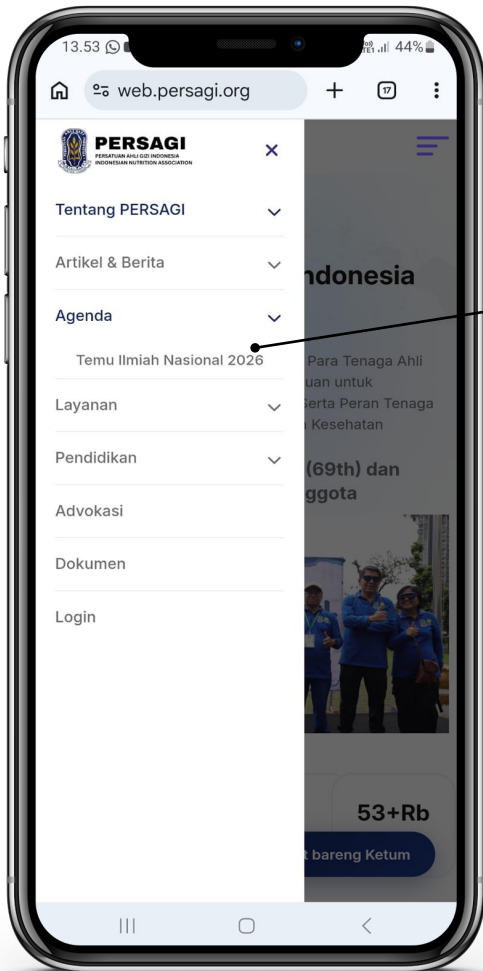 13.53
44%
web.persagi.org
17
PERSAGI
PERSATUAN AHLI GIZI INDONESIA
INDONESIAN NUTRITION ASSOCIATION
Tentang PERSAGI
Artikel & Berita
Agenda
Temu Ilmiah Nasional 2026
Layanan
Pendidikan
Advokasi
Dokumen
Login
ndonesia
Para Tenaga Ahli
uan untuk
Serta Peran Tenaga
Kesehatan
(69th) dan
ggota
53+Rb
t bareng Ketum